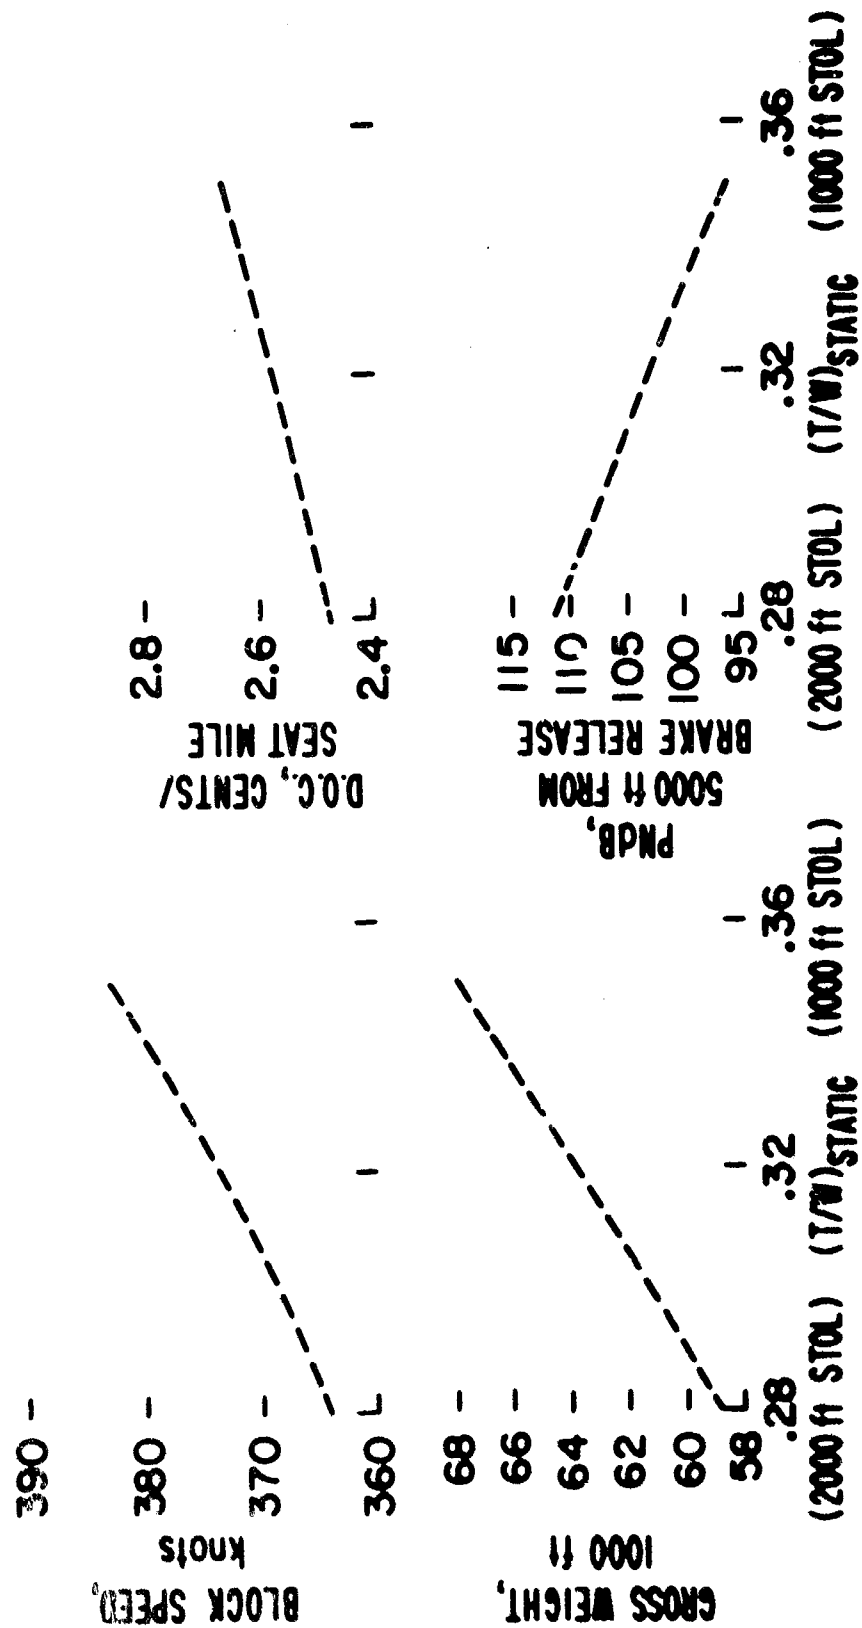 BLOCK SPEED,
knots
390
380
370
360
GROSS WEIGHT,
1000 ft
68
66
64
62
60
58
.28
.32
.36
(2000 ft STOL)
(T/W)STATIC
(1000 ft STOL)
D.O.C., CENTS/
SEAT MILE
2.8
2.6
2.4
PNdB,
5000 ft FROM
BRAKE RELEASE
115
110
105
100
95
.28
.32
.36
(2000 ft STOL)
(T/W)STATIC
(1000 ft STOL)